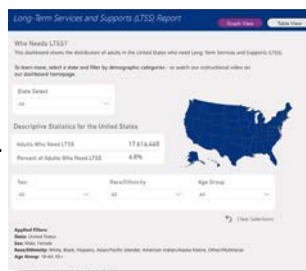 Long-Term Services and Supports (LTSS) Report
Graph View
Table View
Who Needs LTSS?
This dashboard shows the distribution of adults in the United States who need Long-Term Services and Supports (LTSS).
To learn more, select a state and filter by demographic categories - or watch our instructional video on
our dashboard homepage.
State Select
All
Descriptive Statistics for the United States
Adults Who Need LTSS 17,614,448
Percent of Adults Who Need LTSS 6.8%
Sex Race/Ethnicity Age Group
All All All
Clear Selections
Applied Filters:
State: United States
Sex: Male, Female
Race/Ethnicity: White, Black, Hispanic, Asian/Pacific Islander, American Indian/Alaska Native, Other/Multiracial
Age Group: 18-64, 65+